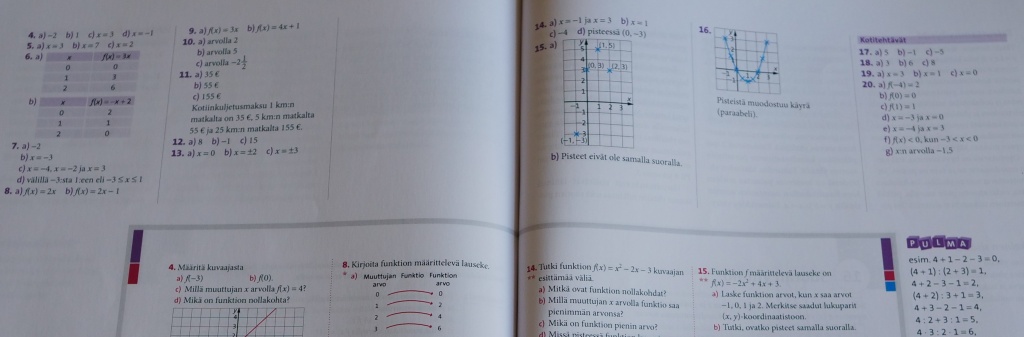 4. a) −2 b) 1 c) x = 3 d) x = −1
5. a) x = 3 b) x = 7 c) x = 2
6. a) x f(x) = 3x
0 0
1 3
2 6
b) x f(x) = −x + 2
0 2
1 1
2 0
7. a) −2
b) x = −3
c) x = −4, x = −2 ja x = 3
d) välillä −3:sta 1:een eli −3 ≤ x ≤ 1
8. a) f(x) = 2x b) f(x) = 2x − 1
9. a) f(x) = 3x b) f(x) = 4x + 1
10. a) arvolla 2
b) arvolla 5
c) arvolla −2 1/2
11. a) 35 €
b) 55 €
c) 155 €
Kotiinkuljetusmaksu 1 km:n
matkalta on 35 €, 5 km:n matkalta
55 € ja 25 km:n matkalta 155 €.
12. a) 8 b) −1 c) 15
13. a) x = 0 b) x = ±2 c) x = ±3
14. a) x = −1 ja x = 3 b) x = 1
c) −4 d) pisteessä (0, −3)
15. a)
y
(1, 5)
(0, 3) (2, 3)
x
(−1, −3)
b) Pisteet eivät ole samalla suoralla.
16.
Pisteistä muodostuu käyrä
(paraabeli).
Kotitehtävät
17. a) 5 b) −1 c) −5
18. a) 3 b) 6 c) 8
19. a) x = 3 b) x = 1 c) x = 0
20. a) f(−4) = 2
b) f(0) = 0
c) f(1) = 1
d) x = −3 ja x = 0
e) x = −4 ja x = 3
f) f(x) < 0, kun −3 < x < 0
g) x:n arvolla −1,5
4. Määritä kuvaajasta
a) f(−3) b) f(0).
c) Millä muuttujan x arvolla f(x) = 4?
d) Mikä on funktion nollakohta?
8. Kirjoita funktion määrittelevä lauseke.
* a) Muuttujan Funktio Funktion
arvo arvo
0 0
1 2
2 4
3 6
14. Tutki funktion f(x) = x² − 2x − 3 kuvaajan
** esittämää väliä.
a) Mitkä ovat funktion nollakohdat?
b) Millä muuttujan x arvolla funktio saa
pienimmän arvonsa?
c) Mikä on funktion pienin arvo?
d) Missä pisteessä funktion
15. Funktion f määrittelevä lauseke on
** f(x) = −2x² + 4x + 3.
a) Laske funktion arvot, kun x saa arvot
−1, 0, 1 ja 2. Merkitse saadut lukuparit
(x, y)-koordinaatistoon.
b) Tutki, ovatko pisteet samalla suoralla.
PULMA
esim. 4 + 1 − 2 − 3 = 0,
(4 + 1) : (2 + 3) = 1,
4 + 2 − 3 − 1 = 2,
(4 + 2) : 3 + 1 = 3,
4 + 3 − 2 − 1 = 4,
4 : 2 + 3 : 1 = 5,
4 · 3 : 2 · 1 = 6,